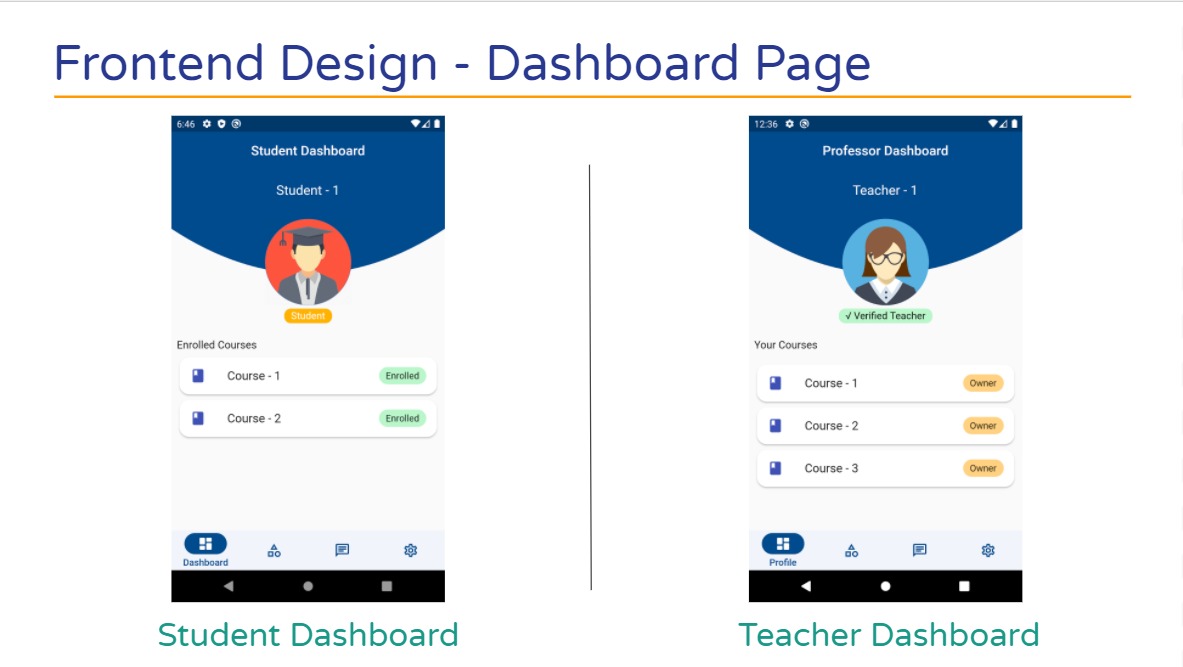 Frontend Design - Dashboard Page
6:46
Student Dashboard
Student - 1
Student
Enrolled Courses
Course - 1 Enrolled
Course - 2 Enrolled
Dashboard
Student Dashboard
12:36
Professor Dashboard
Teacher - 1
√ Verified Teacher
Your Courses
Course - 1 Owner
Course - 2 Owner
Course - 3 Owner
Profile
Teacher Dashboard